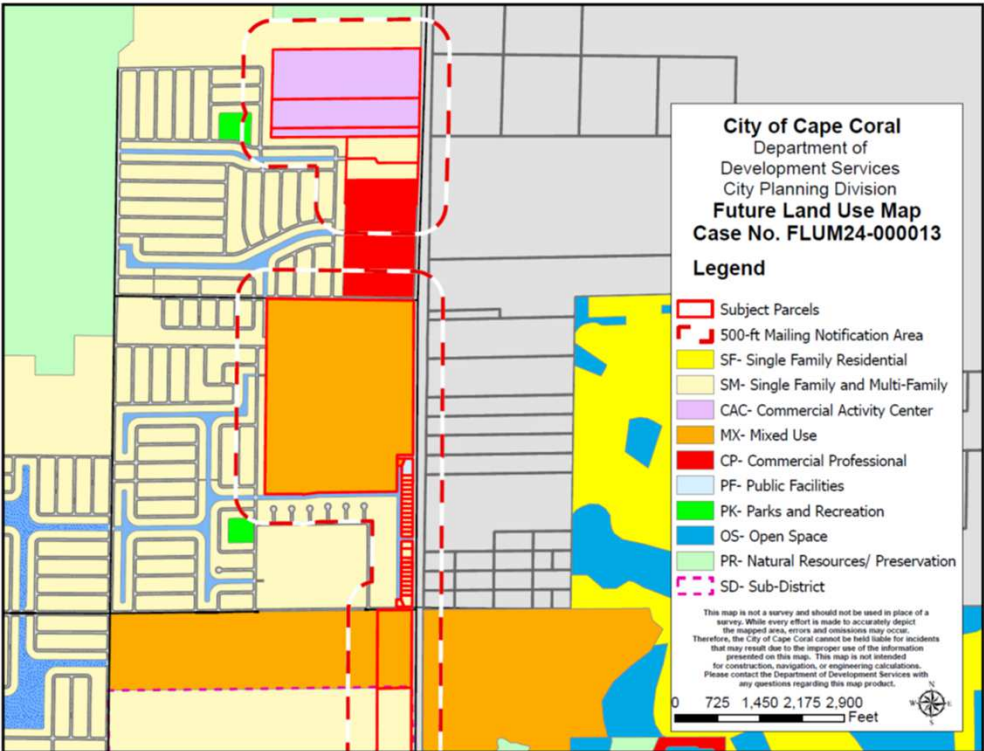 City of Cape Coral
Department of
Development Services
City Planning Division
Future Land Use Map
Case No. FLUM24-000013
Legend
Subject Parcels
500-ft Mailing Notification Area
SF- Single Family Residential
SM- Single Family and Multi-Family
CAC- Commercial Activity Center
MX- Mixed Use
CP- Commercial Professional
PF- Public Facilities
PK- Parks and Recreation
OS- Open Space
PR- Natural Resources/ Preservation
SD- Sub-District
This map is not a survey and should not be used in place of a
survey. While every effort is made to accurately depict
the mapped area, errors and omissions may occur.
Therefore, the City of Cape Coral cannot be held liable for incidents
that may result due to the improper use of the information
presented on this map. This map is not intended
for construction, navigation, or engineering calculations.
Please contact the Department of Development Services with
any questions regarding this map product.
0 725 1,450 2,175 2,900
Feet
N
W E
S